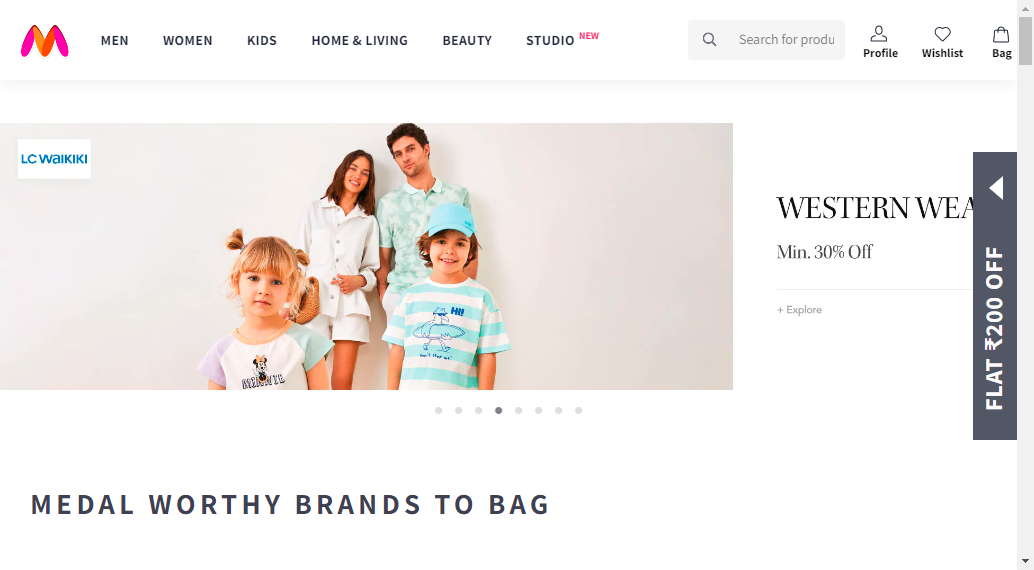 MEN WOMEN KIDS HOME & LIVING BEAUTY STUDIO NEW
Search for produ
Profile Wishlist Bag
LC WAIKIKI
HI!
MINNIE
WESTERN WEA
Min. 30% Off
+ Explore
FLAT ₹200 OFF
MEDAL WORTHY BRANDS TO BAG